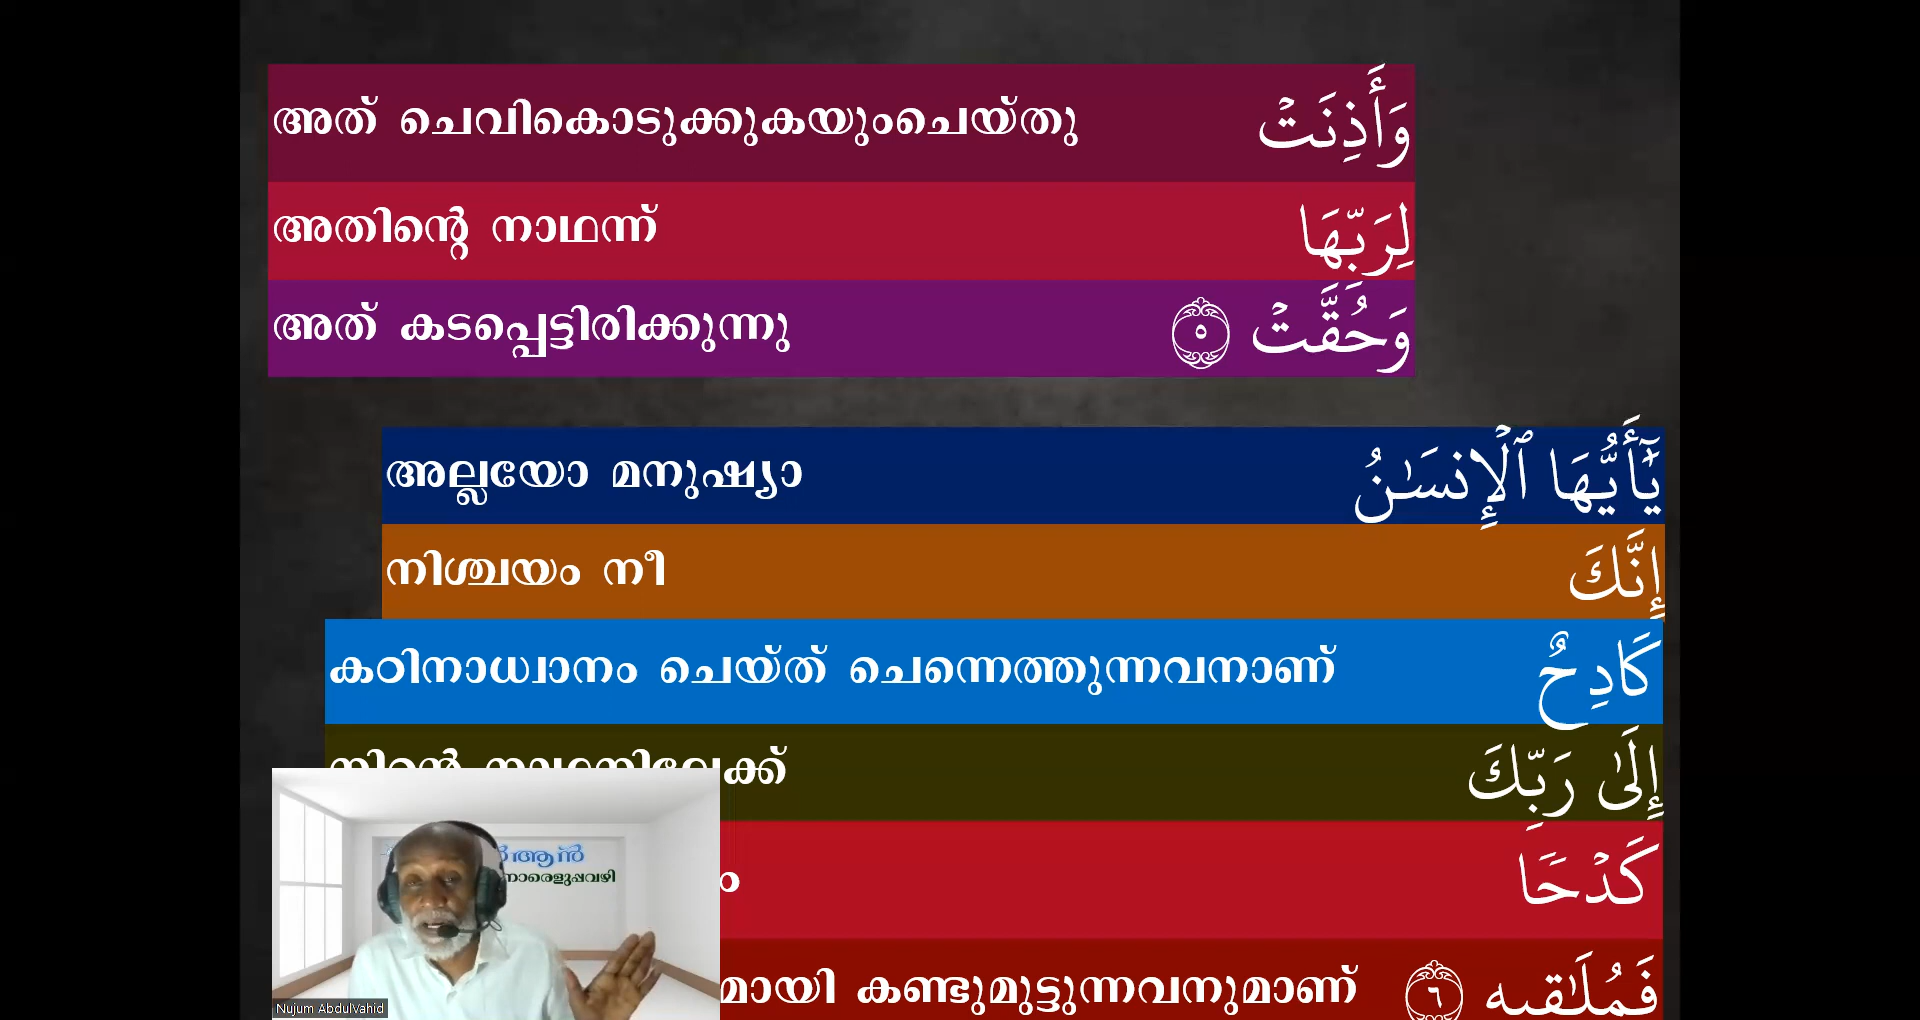 അത് ചെവികൊടുക്കുകയുംചെയ്തു وَأَذِنَتْ
അതിന്റെ നാഥന്ന് لِرَبِّهَا
അത് കടപ്പെട്ടിരിക്കുന്നു وَحُقَّتْ ٥
അല്ലയോ മനുഷ്യാ يَٰٓأَيُّهَا ٱلْإِنسَٰنُ
നിശ്ചയം നീ إِنَّكَ
കഠിനാധ്വാനം ചെയ്ത് ചെന്നെത്തുന്നവനാണ് كَادِحٌ
നിന്റെ നാഥനിലേക്ക് إِلَىٰ رَبِّكَ
كَدْحًا
മായി കണ്ടുമുട്ടുന്നവനുമാണ് فَمُلَٰقِيهِ ٦
Nujum AbdulVahid